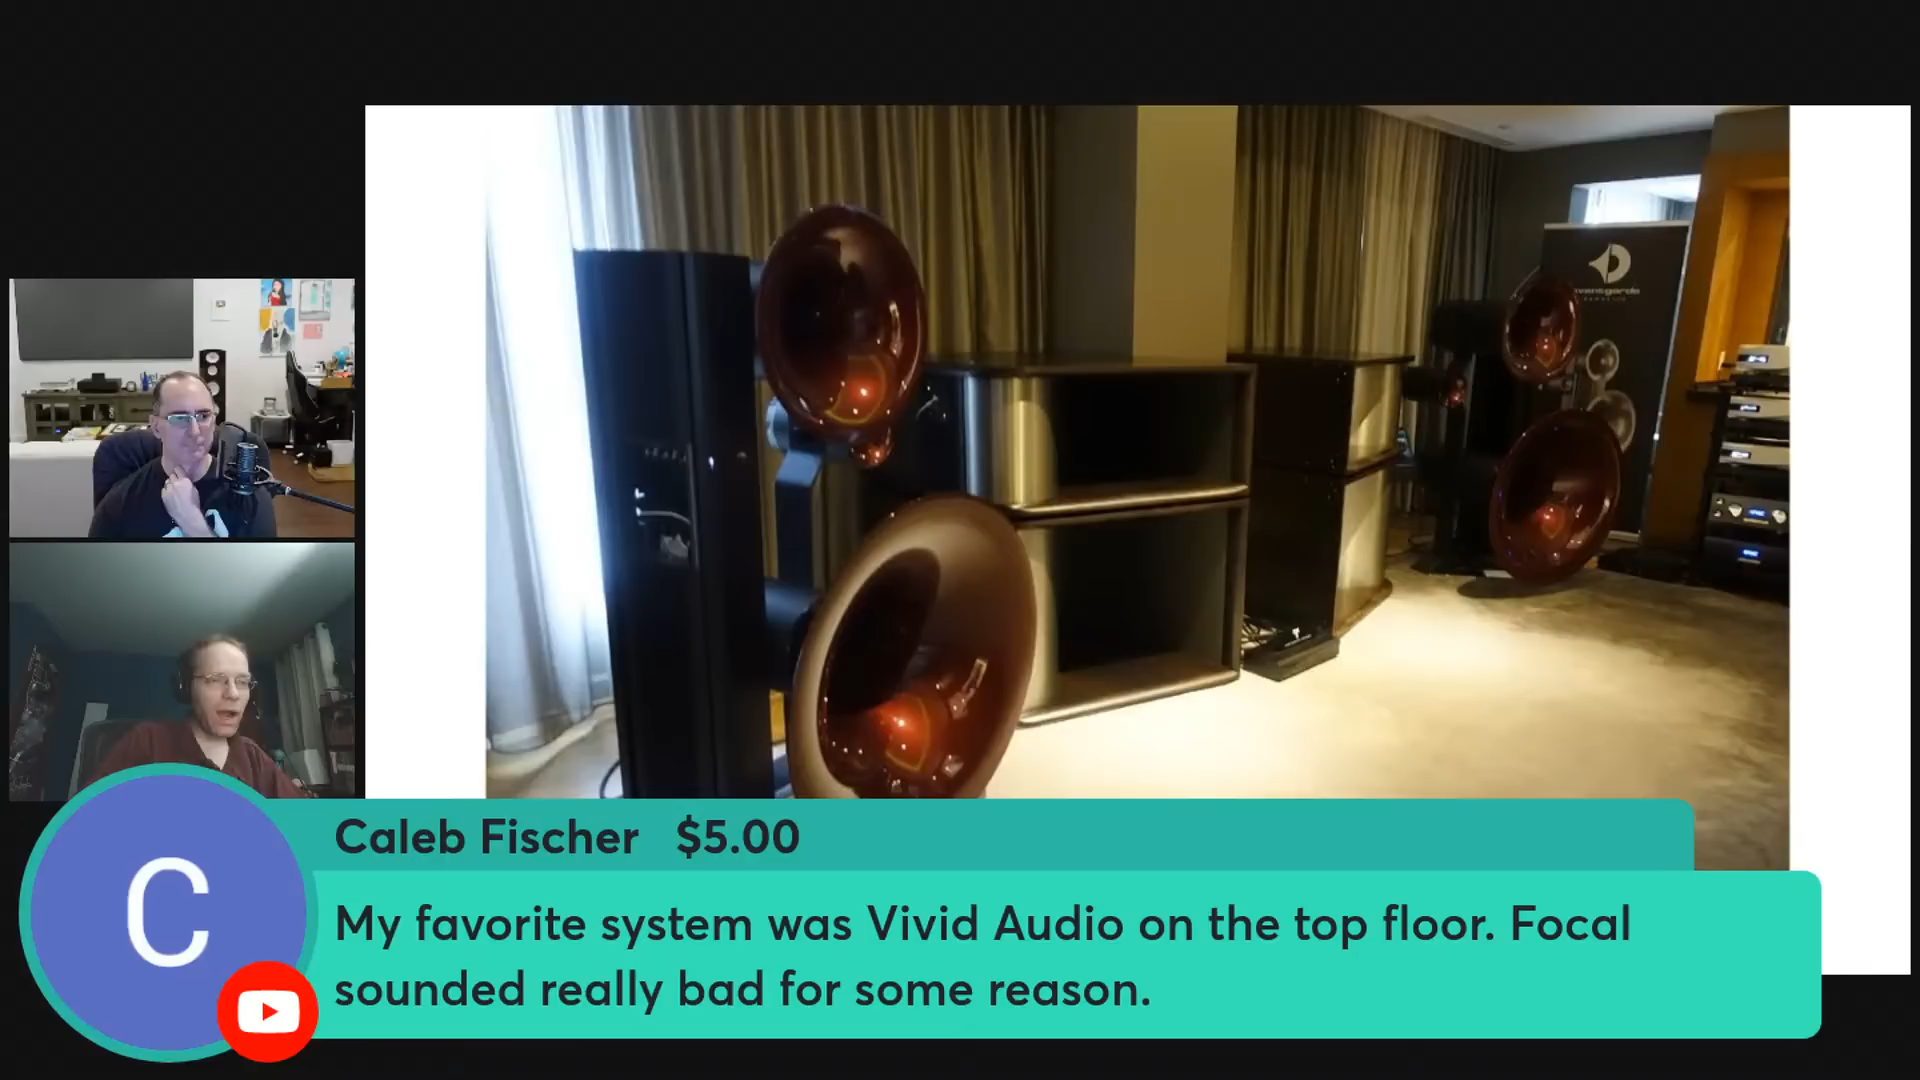 avantgarde
Caleb Fischer $5.00
C
My favorite system was Vivid Audio on the top floor. Focal
sounded really bad for some reason.